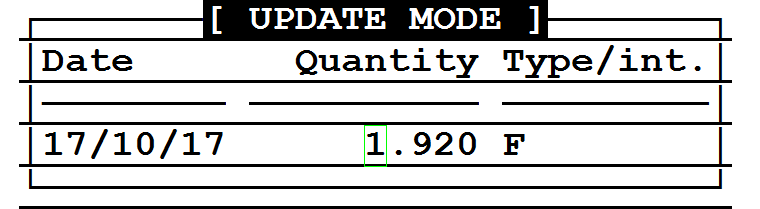 [ UPDATE MODE ]
Date Quantity Type/int.
17/10/17 1.920 F